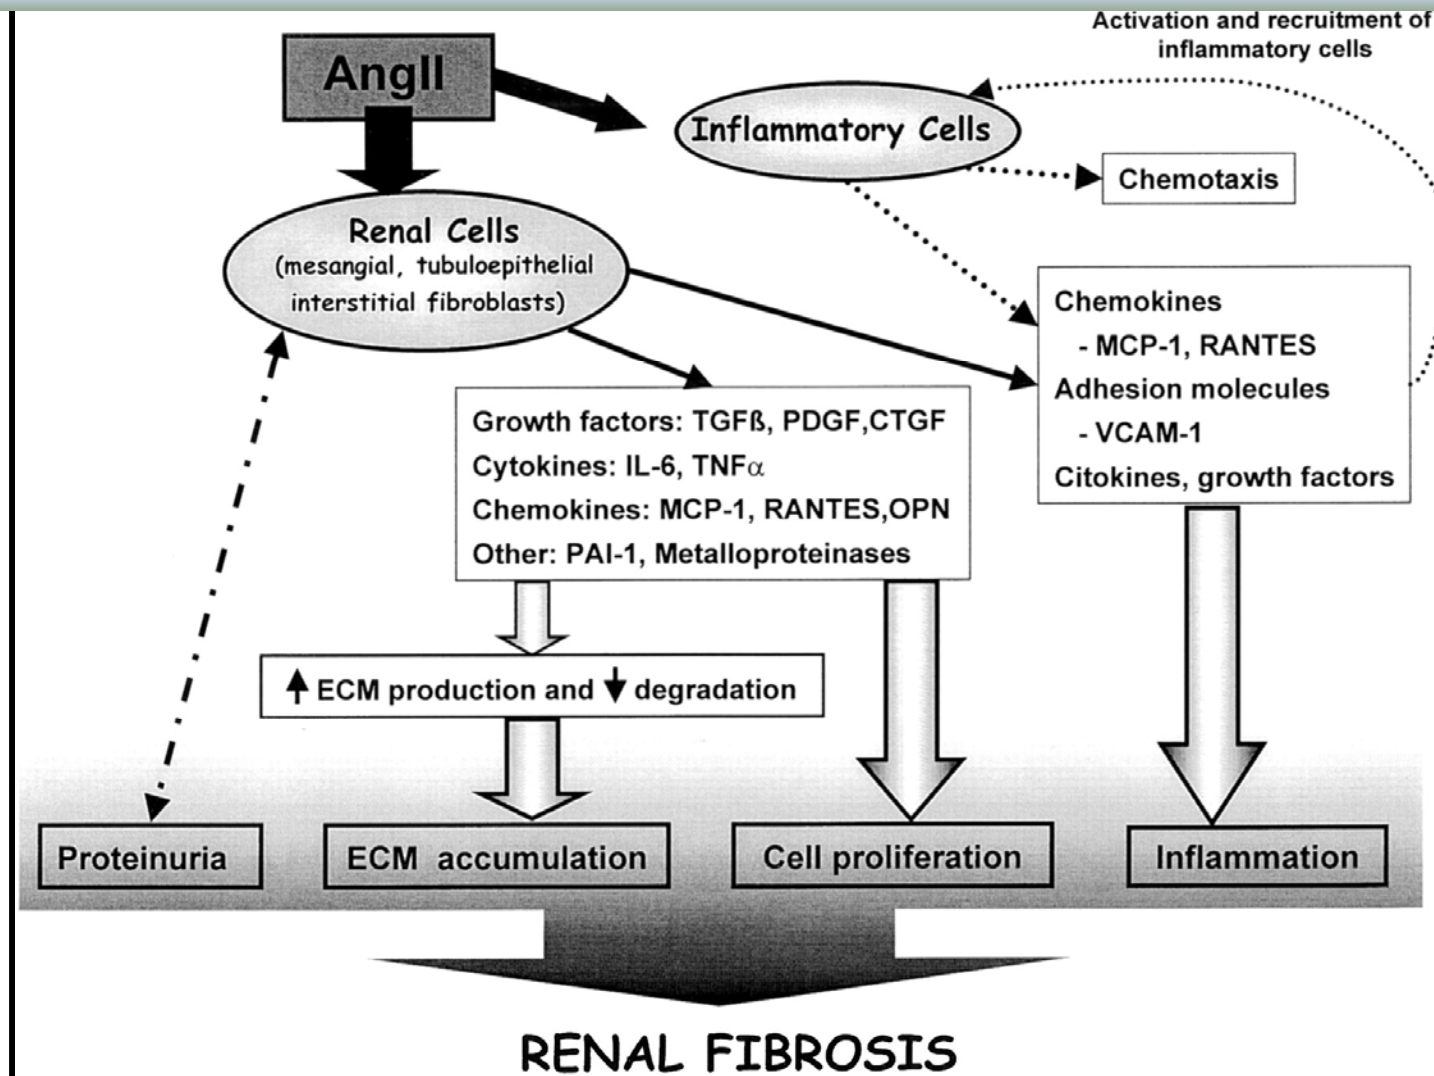 Activation and recruitment of
inflammatory cells
AngII
Inflammatory Cells
Chemotaxis
Renal Cells
(mesangial, tubuloepithelial
interstitial fibroblasts)
Chemokines
- MCP-1, RANTES
Adhesion molecules
- VCAM-1
Citokines, growth factors
Growth factors: TGFß, PDGF,CTGF
Cytokines: IL-6, TNFα
Chemokines: MCP-1, RANTES,OPN
Other: PAI-1, Metalloproteinases
ECM production and degradation
Proteinuria
ECM accumulation
Cell proliferation
Inflammation
RENAL FIBROSIS